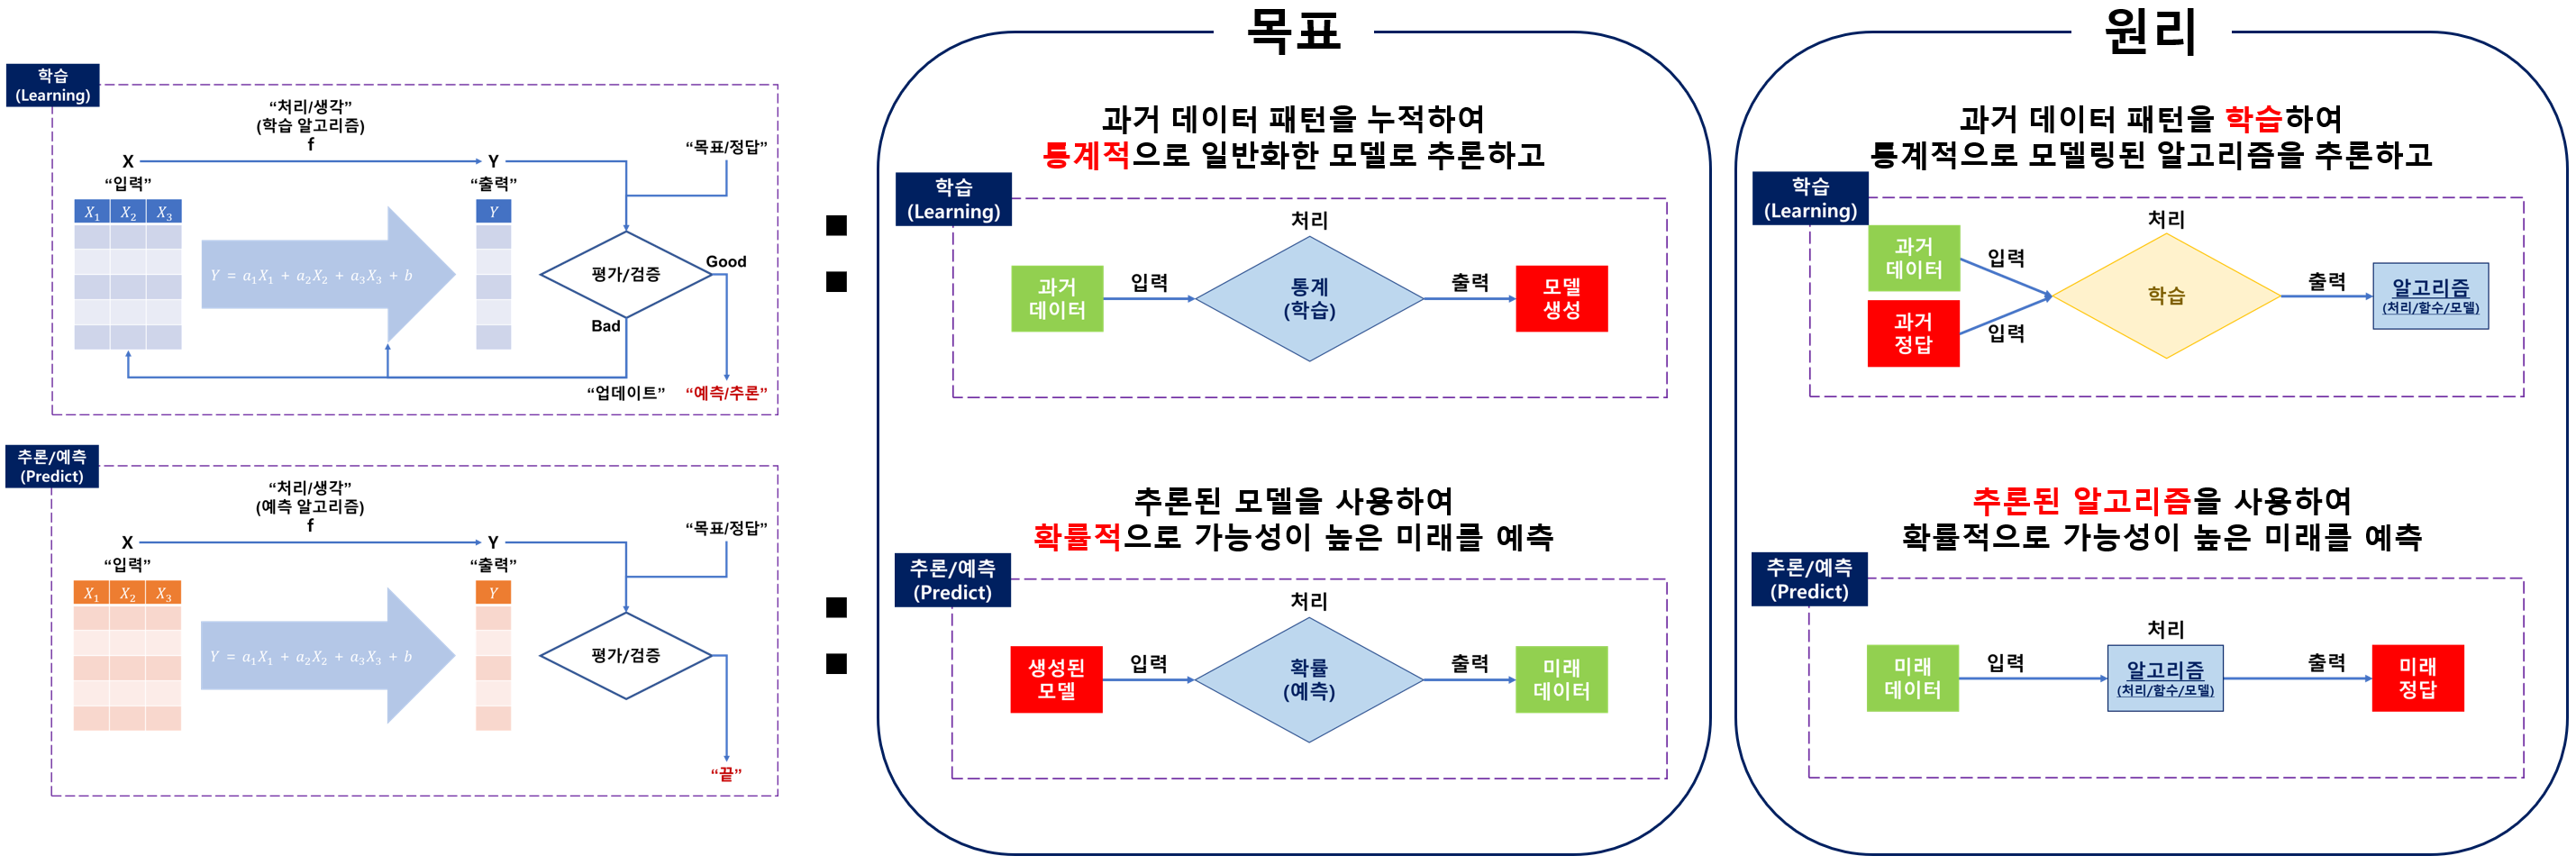 학습
(Learning)
“처리/생각”
(학습 알고리즘)
f
X
Y
“목표/정답”
“입력”
“출력”
X₁ X₂ X₃
Y
Y = a₁X₁ + a₂X₂ + a₃X₃ + b
평가/검증
Good
Bad
“업데이트”
“예측/추론”
추론/예측
(Predict)
“처리/생각”
(예측 알고리즘)
f
X
Y
“목표/정답”
“입력”
“출력”
X₁ X₂ X₃
Y
Y = a₁X₁ + a₂X₂ + a₃X₃ + b
평가/검증
“끝”
목표
과거 데이터 패턴을 누적하여
통계적으로 일반화한 모델로 추론하고
학습
(Learning)
처리
과거
데이터
입력
통계
(학습)
출력
모델
생성
추론된 모델을 사용하여
확률적으로 가능성이 높은 미래를 예측
추론/예측
(Predict)
처리
생성된
모델
입력
확률
(예측)
출력
미래
데이터
원리
과거 데이터 패턴을 학습하여
통계적으로 모델링된 알고리즘을 추론하고
학습
(Learning)
처리
과거
데이터
입력
과거
정답
입력
학습
출력
알고리즘
(처리/함수/모델)
추론된 알고리즘을 사용하여
확률적으로 가능성이 높은 미래를 예측
추론/예측
(Predict)
처리
미래
데이터
입력
알고리즘
(처리/함수/모델)
출력
미래
정답